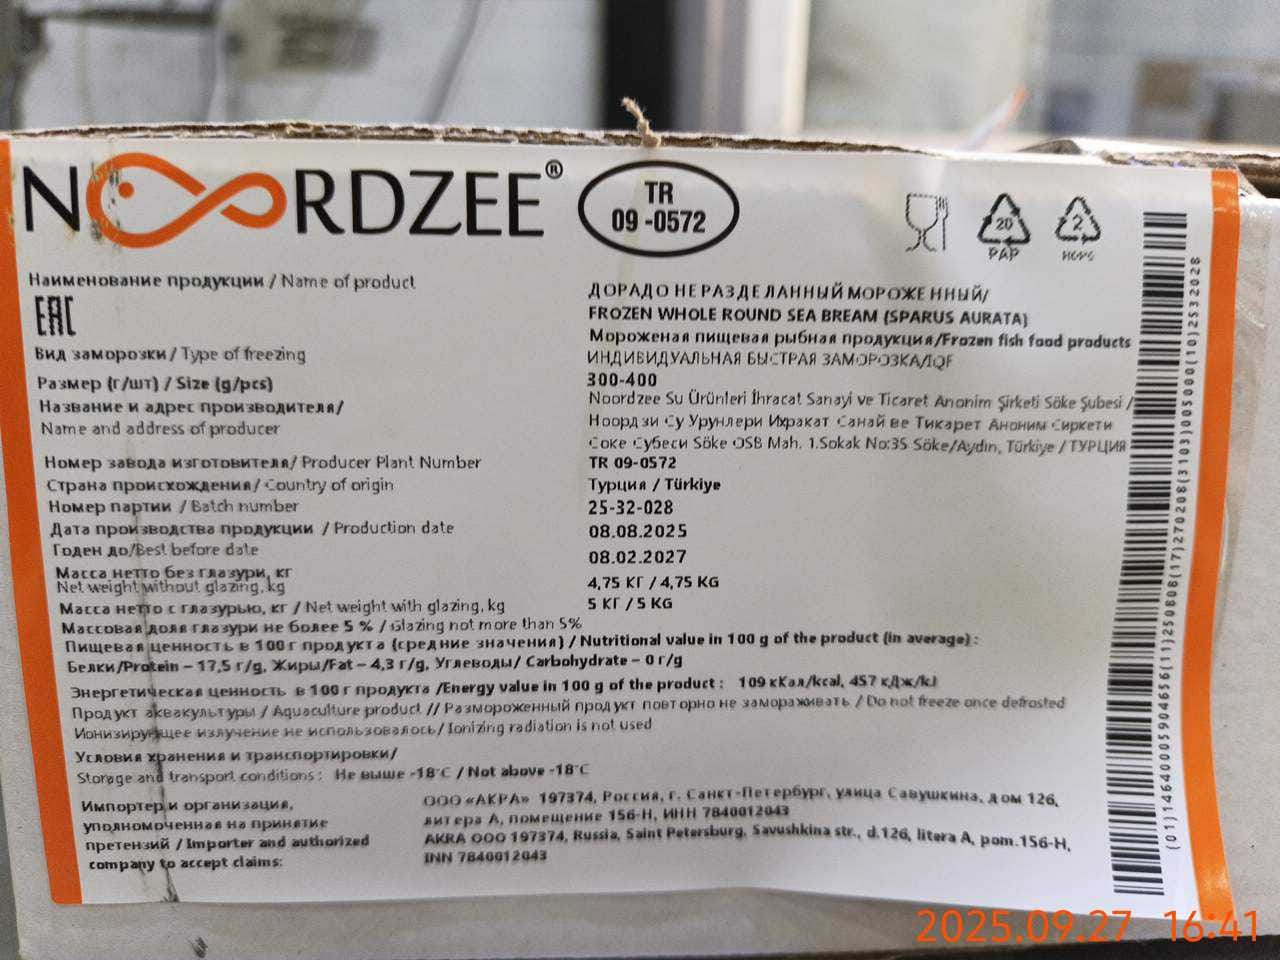 NOORDZEE®
TR
09 -0572
20
PAP
2
HDPE
Наименование продукции / Name of product
ДОРАДО НЕРАЗДЕЛАННЫЙ МОРОЖЕННЫЙ/
EAC
FROZEN WHOLE ROUND SEA BREAM (SPARUS AURATA)
Мороженая пищевая рыбная продукция/Frozen fish food products
Вид заморозки / Type of freezing
ИНДИВИДУАЛЬНАЯ БЫСТРАЯ ЗАМОРОЗКА/IQF
Размер (г/шт) / Size (g/pcs)
300-400
Название и адрес производителя/
Name and address of producer
Noordzee Su Ürünleri İhracat Sanayi ve Ticaret Anonim Şirketi Söke Şubesi /
Ноордзи Су Урунлери Ихракат Санай ве Тикарет Аноним Сиркети
Соке Субеси Söke OSB Mah. 1.Sokak No:35 Söke/Aydın, Türkiye / ТУРЦИЯ
Номер завода изготовителя/ Producer Plant Number
TR 09-0572
Страна происхождения/ Country of origin
Турция / Türkiye
Номер партии / Batch number
25-32-028
Дата производства продукции / Production date
08.08.2025
Годен до/Best before date
08.02.2027
Масса нетто без глазури, кг
Net weight without glazing, kg
4,75 КГ / 4,75 KG
Масса нетто с глазурью, кг / Net weight with glazing, kg
5 КГ / 5 KG
Массовая доля глазури не более 5 % / Glazing not more than 5%
Пищевая ценность в 100 г продукта (средние значения) / Nutritional value in 100 g of the product (in average) :
Белки/Protein – 17,5 г/g, Жиры/Fat – 4,3 г/g, Углеводы/ Carbohydrate – 0 г/g
Энергетическая ценность в 100 г продукта /Energy value in 100 g of the product : 109 кКал/kcal, 457 кДж/kJ
Продукт аквакультуры / Aquaculture product // Размороженный продукт повторно не замораживать / Do not freeze once defrosted
Ионизирующее излучение не использовалось/ Ionizing radiation is not used
Условия хранения и транспортировки/
Storage and transport conditions : Не выше -18°С / Not above -18°C
Импортер и организация,
уполномоченная на принятие
претензий / Importer and authorized
company to accept claims:
ООО «АКРА» 197374, Россия, г. Санкт-Петербург, улица Савушкина, дом 126,
литера А, помещение 156-Н, ИНН 7840012043
AKRA OOO 197374, Russia, Saint Petersburg, Savushkina str., d.126, litera A, pom.156-H,
INN 7840012043
(01)14640005904656(11)250808(17)270208(3103)005000(10)2532028
2025.09.27 16:41